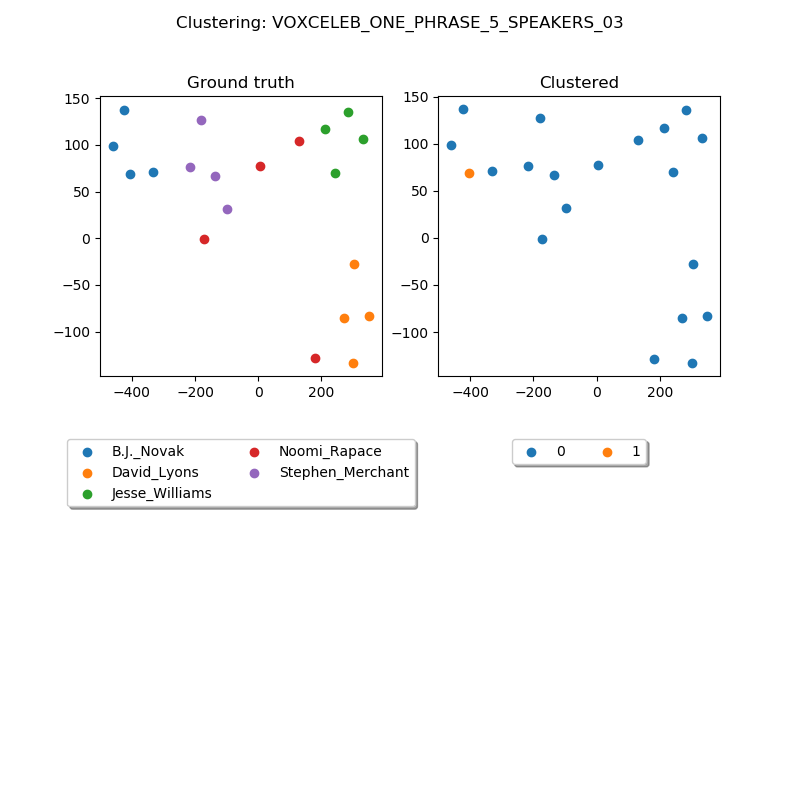 Clustering: VOXCELEB_ONE_PHRASE_5_SPEAKERS_03
Ground truth
150
100
50
0
−50
−100
−400
−200
0
200
Clustered
150
100
50
0
−50
−100
−400
−200
0
200
B.J._Novak
David_Lyons
Jesse_Williams
Noomi_Rapace
Stephen_Merchant
0
1